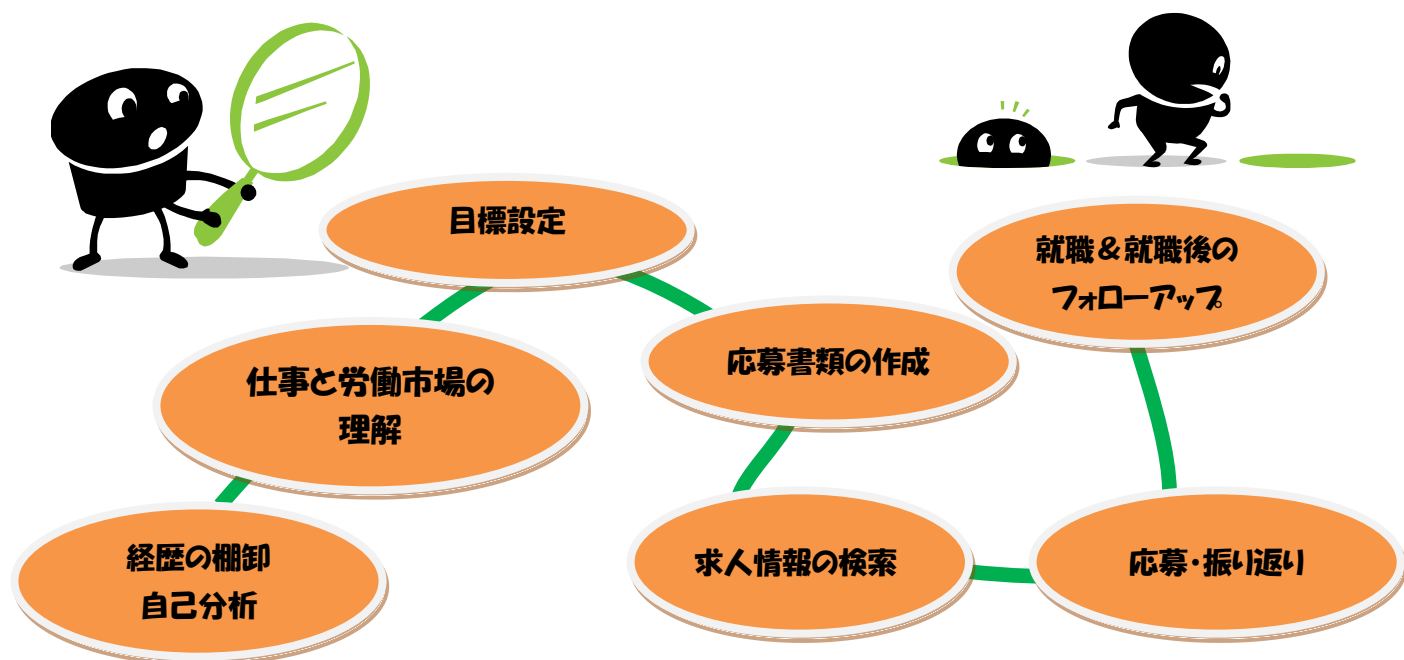 目標設定
就職＆就職後の
フォローアップ
応募書類の作成
仕事と労働市場の
理解
経歴の棚卸
自己分析
求人情報の検索
応募・振り返り